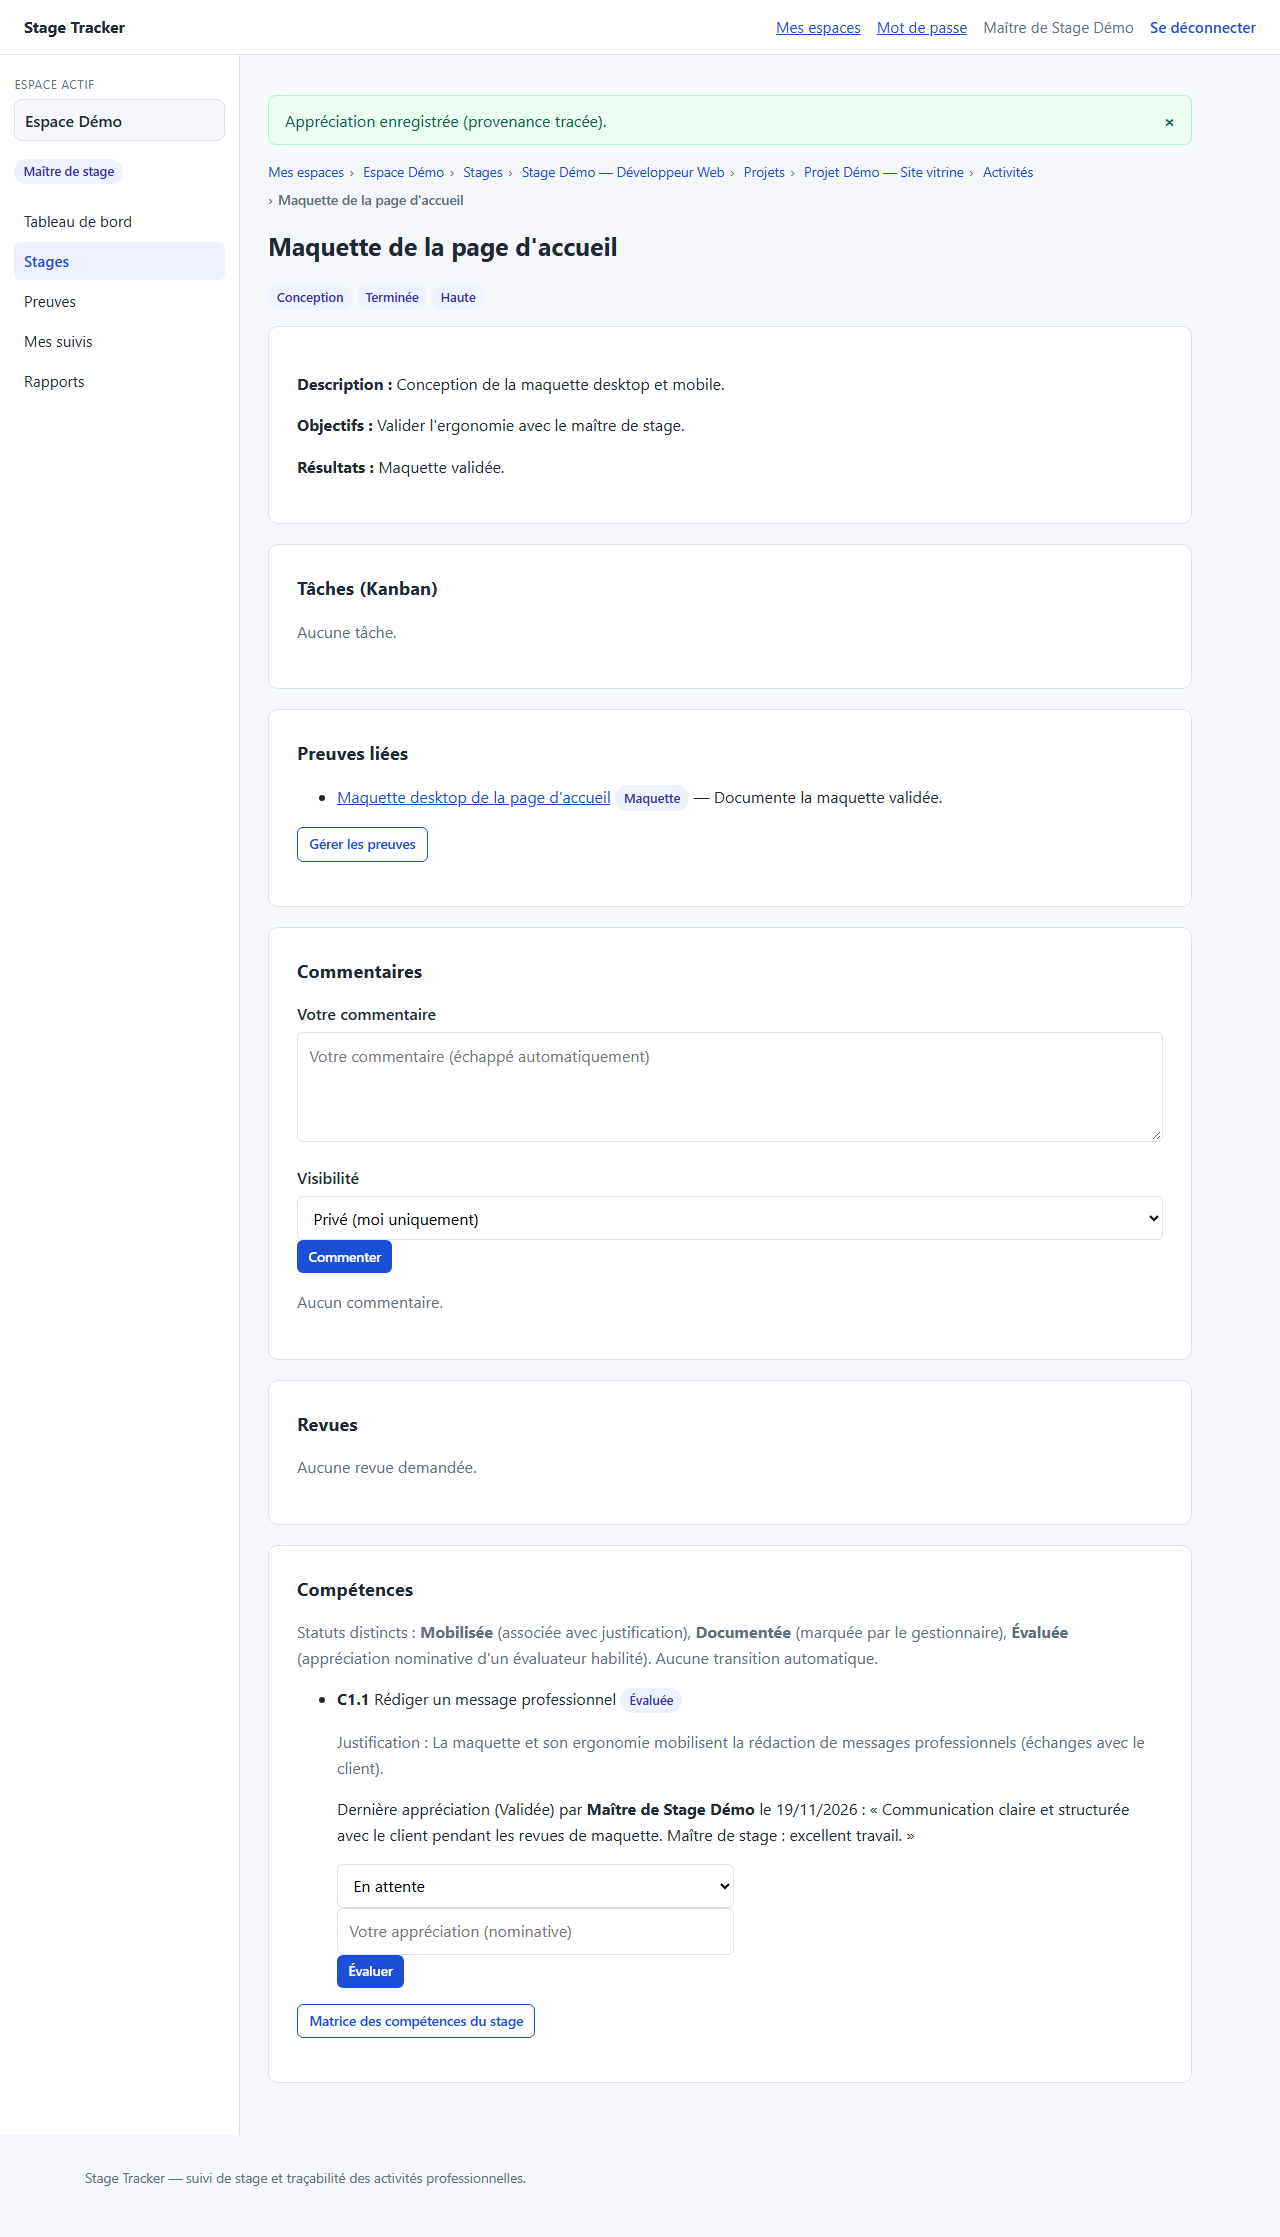 Stage Tracker
Mes espaces Mot de passe Maître de Stage Démo Se déconnecter
ESPACE ACTIF
Espace Démo
Maître de stage
Tableau de bord
Stages
Preuves
Mes suivis
Rapports
Appréciation enregistrée (provenance tracée). ×
Mes espaces › Espace Démo › Stages › Stage Démo — Développeur Web › Projets › Projet Démo — Site vitrine › Activités
› Maquette de la page d'accueil
Maquette de la page d'accueil
Conception Terminée Haute
Description : Conception de la maquette desktop et mobile.
Objectifs : Valider l'ergonomie avec le maître de stage.
Résultats : Maquette validée.
Tâches (Kanban)
Aucune tâche.
Preuves liées
• Maquette desktop de la page d'accueil Maquette — Documente la maquette validée.
Gérer les preuves
Commentaires
Votre commentaire
Votre commentaire (échappé automatiquement)
Visibilité
Privé (moi uniquement)
Commenter
Aucun commentaire.
Revues
Aucune revue demandée.
Compétences
Statuts distincts : Mobilisée (associée avec justification), Documentée (marquée par le gestionnaire), Évaluée
(appréciation nominative d'un évaluateur habilité). Aucune transition automatique.
• C1.1 Rédiger un message professionnel Évaluée
Justification : La maquette et son ergonomie mobilisent la rédaction de messages professionnels (échanges avec le
client).
Dernière appréciation (Validée) par Maître de Stage Démo le 19/11/2026 : « Communication claire et structurée
avec le client pendant les revues de maquette. Maître de stage : excellent travail. »
En attente
Votre appréciation (nominative)
Évaluer
Matrice des compétences du stage
Stage Tracker — suivi de stage et traçabilité des activités professionnelles.